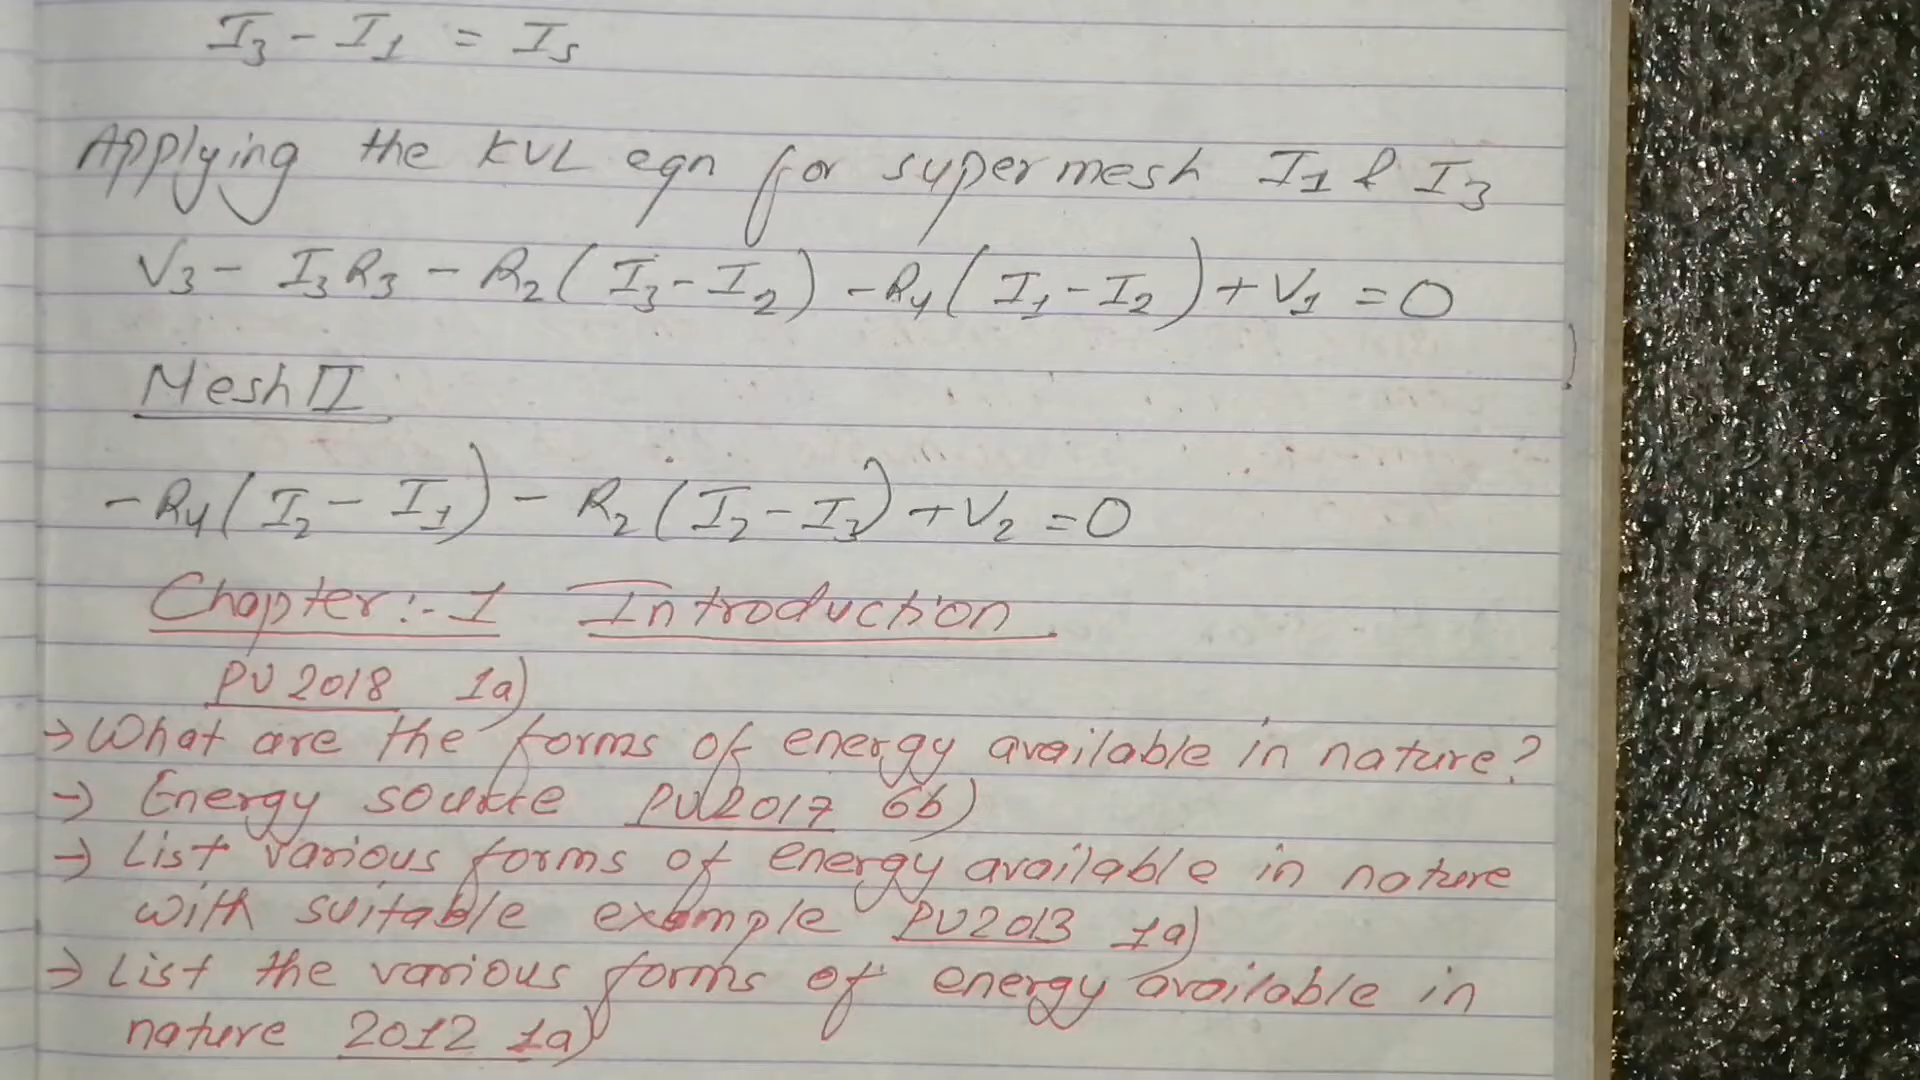 I3 - I1 = Is
Applying the KVL eqn for supermesh I1 & I3
V3 - I3R3 - R2(I3-I2) - R4(I1-I2) + V1 = 0
Mesh II
-R4(I2 - I1) - R2(I2-I3) + V2 = 0
Chapter:- 1 Introduction
PU 2018 1a)
→ What are the forms of energy available in nature?
→ Energy source PU2017 6b)
→ List various forms of energy available in nature
with suitable example PU2013 1a)
→ List the various forms of energy available in
nature 2012 1a)